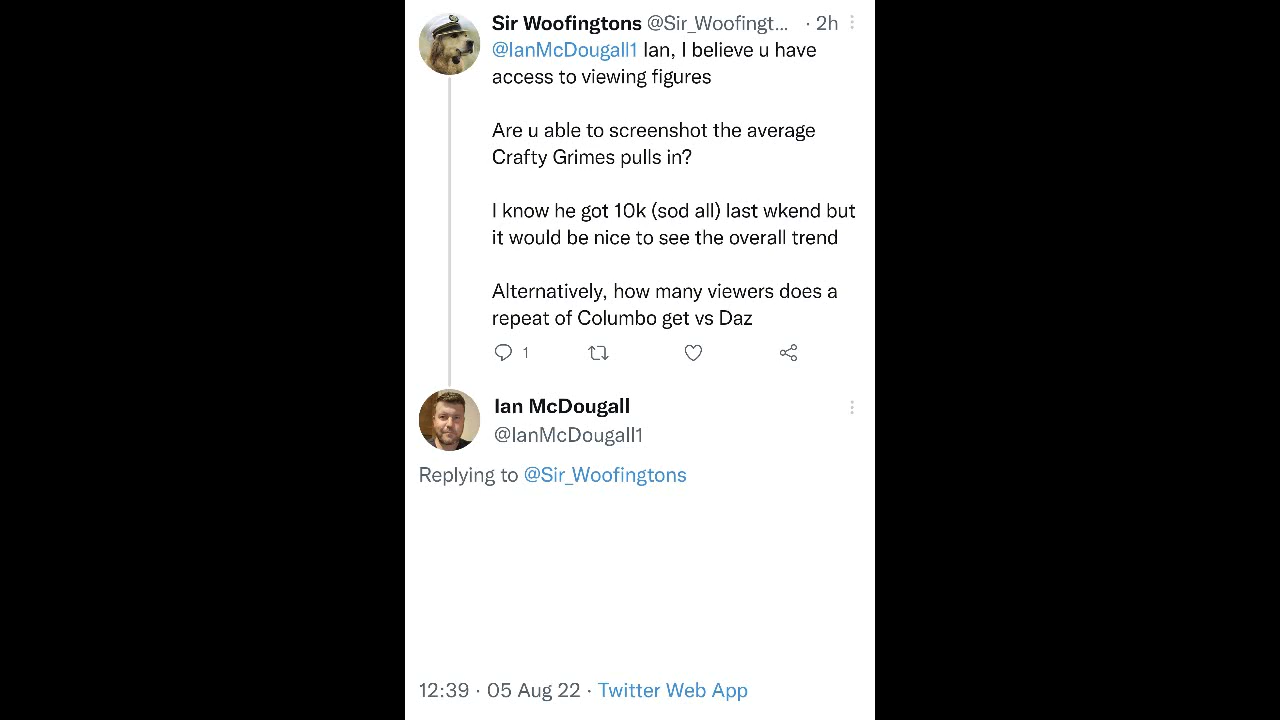 Sir Woofingtons @Sir_Woofingt... · 2h
@IanMcDougall1 Ian, I believe u have
access to viewing figures
Are u able to screenshot the average
Crafty Grimes pulls in?
I know he got 10k (sod all) last wkend but
it would be nice to see the overall trend
Alternatively, how many viewers does a
repeat of Columbo get vs Daz
1
Ian McDougall
@IanMcDougall1
Replying to @Sir_Woofingtons
12:39 · 05 Aug 22 · Twitter Web App